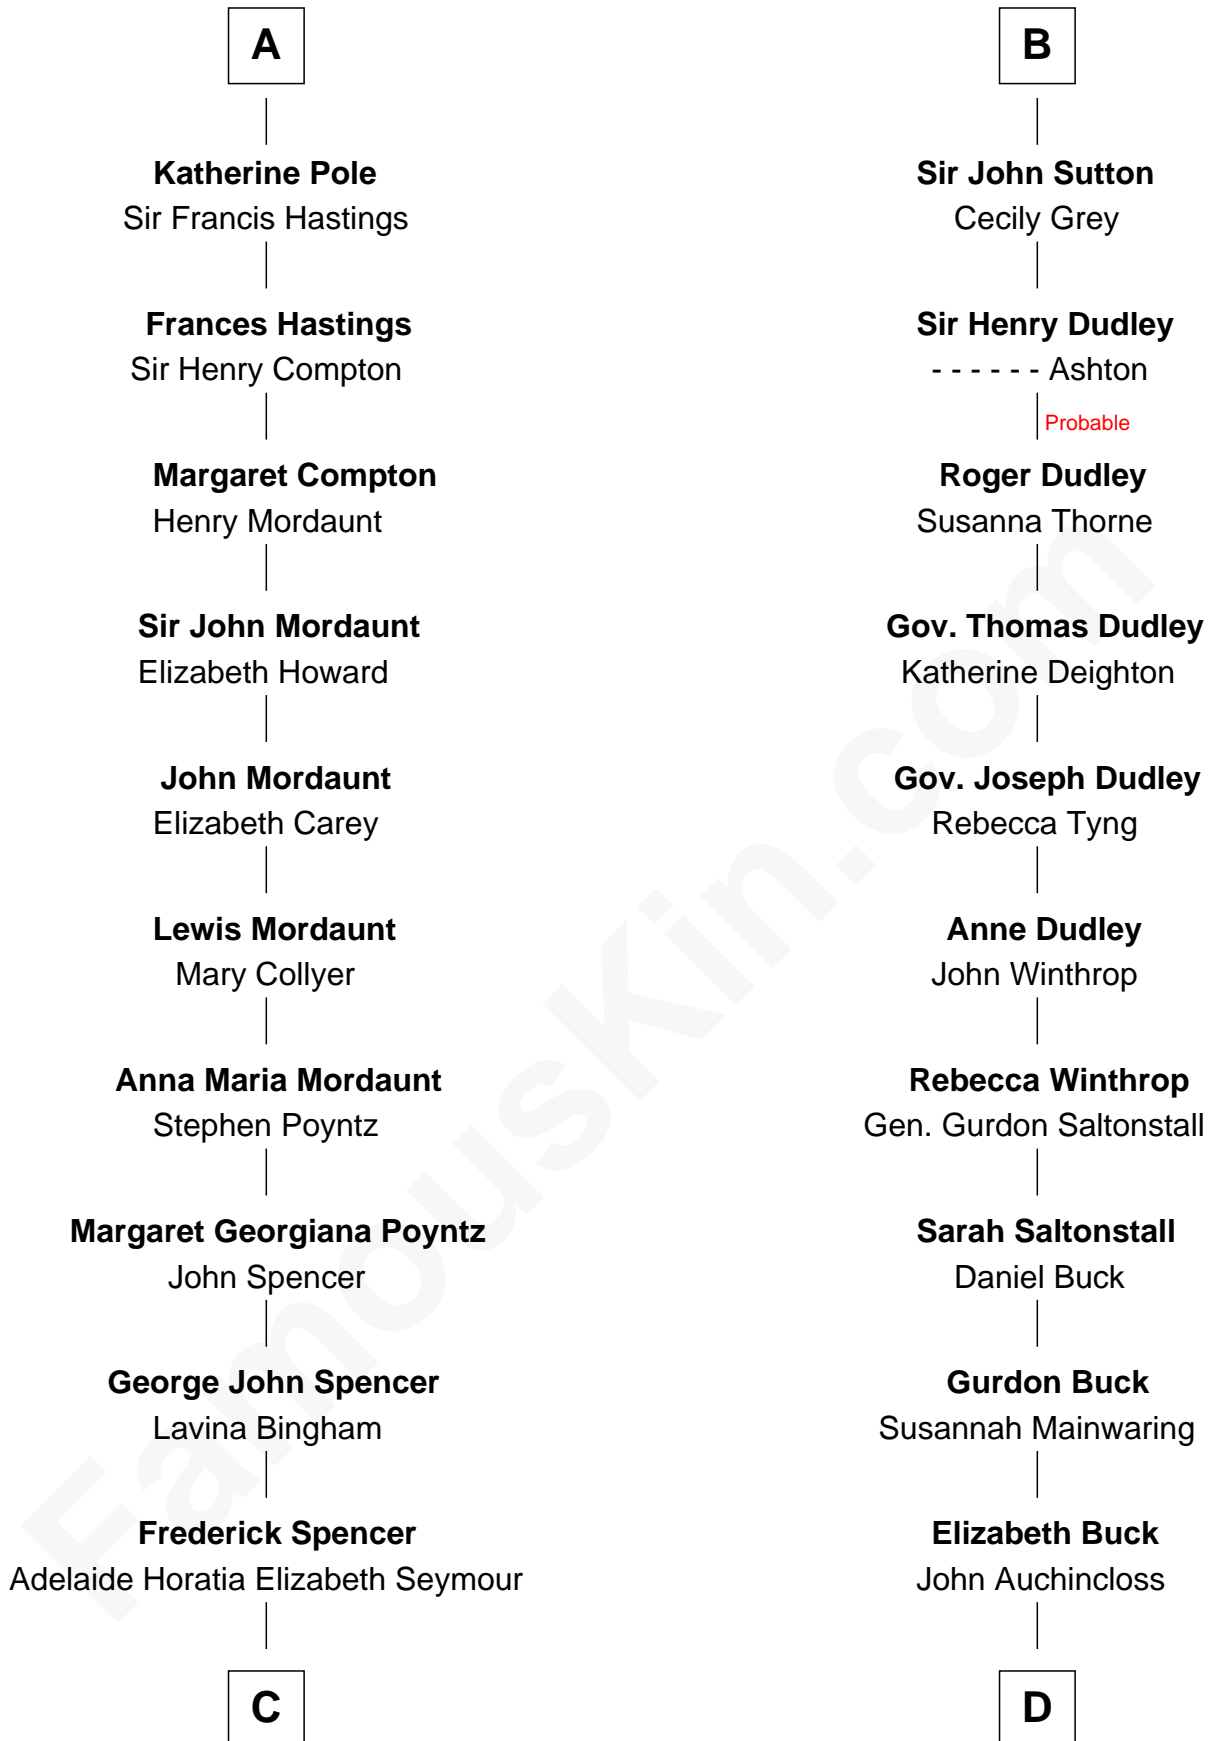 A
Katherine Pole
Sir Francis Hastings
Frances Hastings
Sir Henry Compton
Margaret Compton
Henry Mordaunt
Sir John Mordaunt
Elizabeth Howard
John Mordaunt
Elizabeth Carey
Lewis Mordaunt
Mary Collyer
Anna Maria Mordaunt
Stephen Poyntz
Margaret Georgiana Poyntz
John Spencer
George John Spencer
Lavina Bingham
Frederick Spencer
Adelaide Horatia Elizabeth Seymour
C
B
Sir John Sutton
Cecily Grey
Sir Henry Dudley
- - - - - - Ashton
Probable
Roger Dudley
Susanna Thorne
Gov. Thomas Dudley
Katherine Deighton
Gov. Joseph Dudley
Rebecca Tyng
Anne Dudley
John Winthrop
Rebecca Winthrop
Gen. Gurdon Saltonstall
Sarah Saltonstall
Daniel Buck
Gurdon Buck
Susannah Mainwaring
Elizabeth Buck
John Auchincloss
D
FamousKin.com